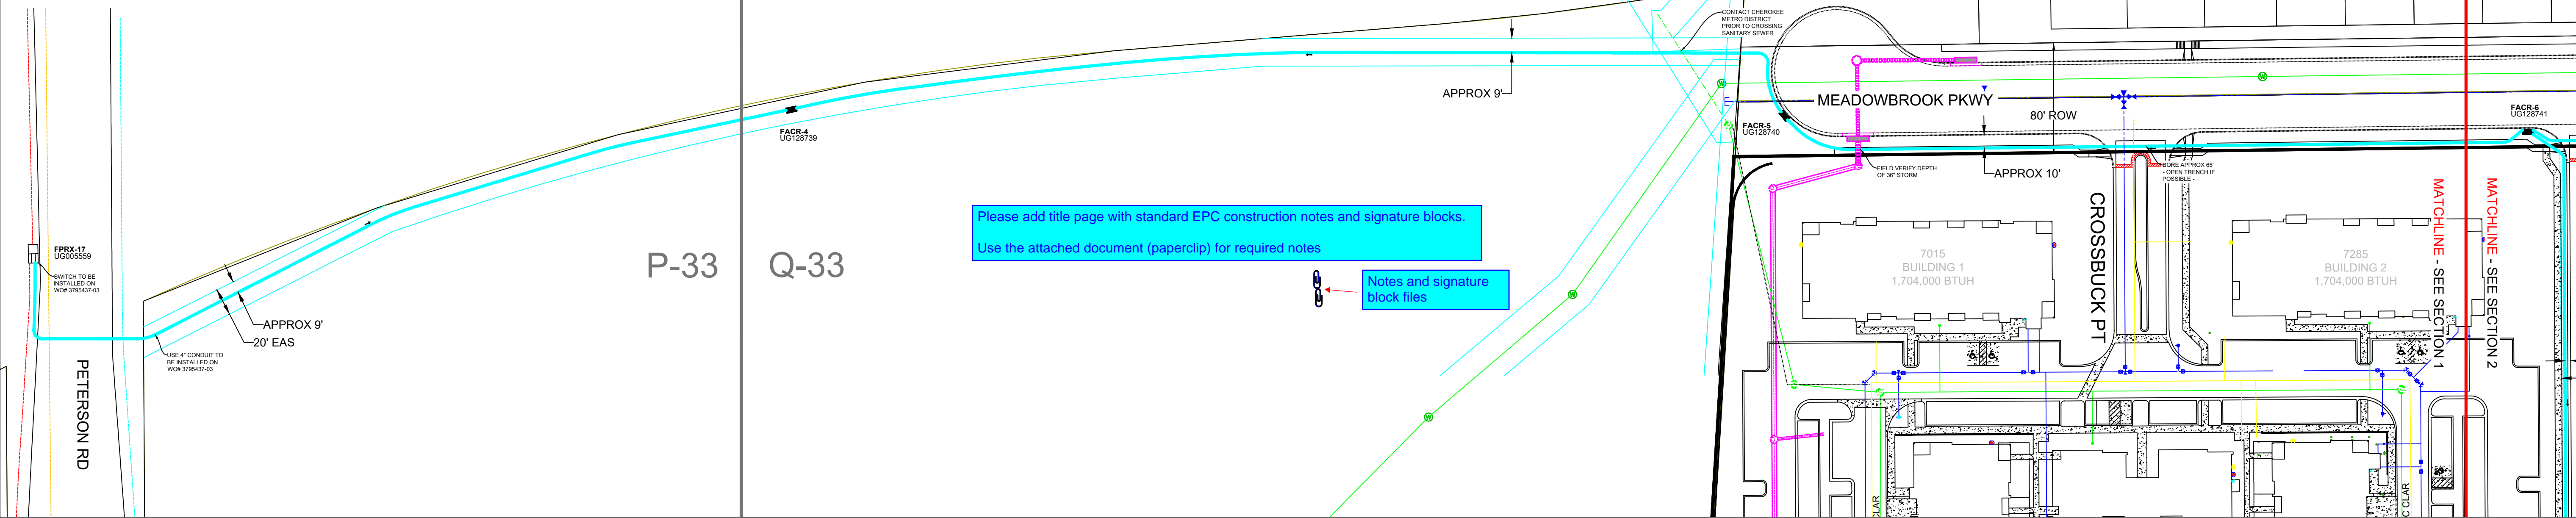 CONTACT CHEROKEE
METRO DISTRICT
PRIOR TO CROSSING
SANITARY SEWER
APPROX 9'
E
MEADOWBROOK PKWY
80' ROW
FACR-4
UG128739
FACR-5
UG128740
FACR-6
UG128741
FIELD VERIFY DEPTH
OF 36" STORM
APPROX 10'
BORE APPROX 65'
- OPEN TRENCH IF
POSSIBLE -
FPRX-17
UG005559
SWITCH TO BE
INSTALLED ON
WO# 3795437-03
P-33
Q-33
Please add title page with standard EPC construction notes and signature blocks.
Use the attached document (paperclip) for required notes
Notes and signature
block files
APPROX 9'
20' EAS
USE 4" CONDUIT TO
BE INSTALLED ON
WO# 3795437-03
PETERSON RD
7015
BUILDING 1
1,704,000 BTUH
CROSSBUCK PT
7285
BUILDING 2
1,704,000 BTUH
MATCHLINE - SEE SECTION 1
MATCHLINE - SEE SECTION 2
W
W
W
W
CLAR
C CLAR